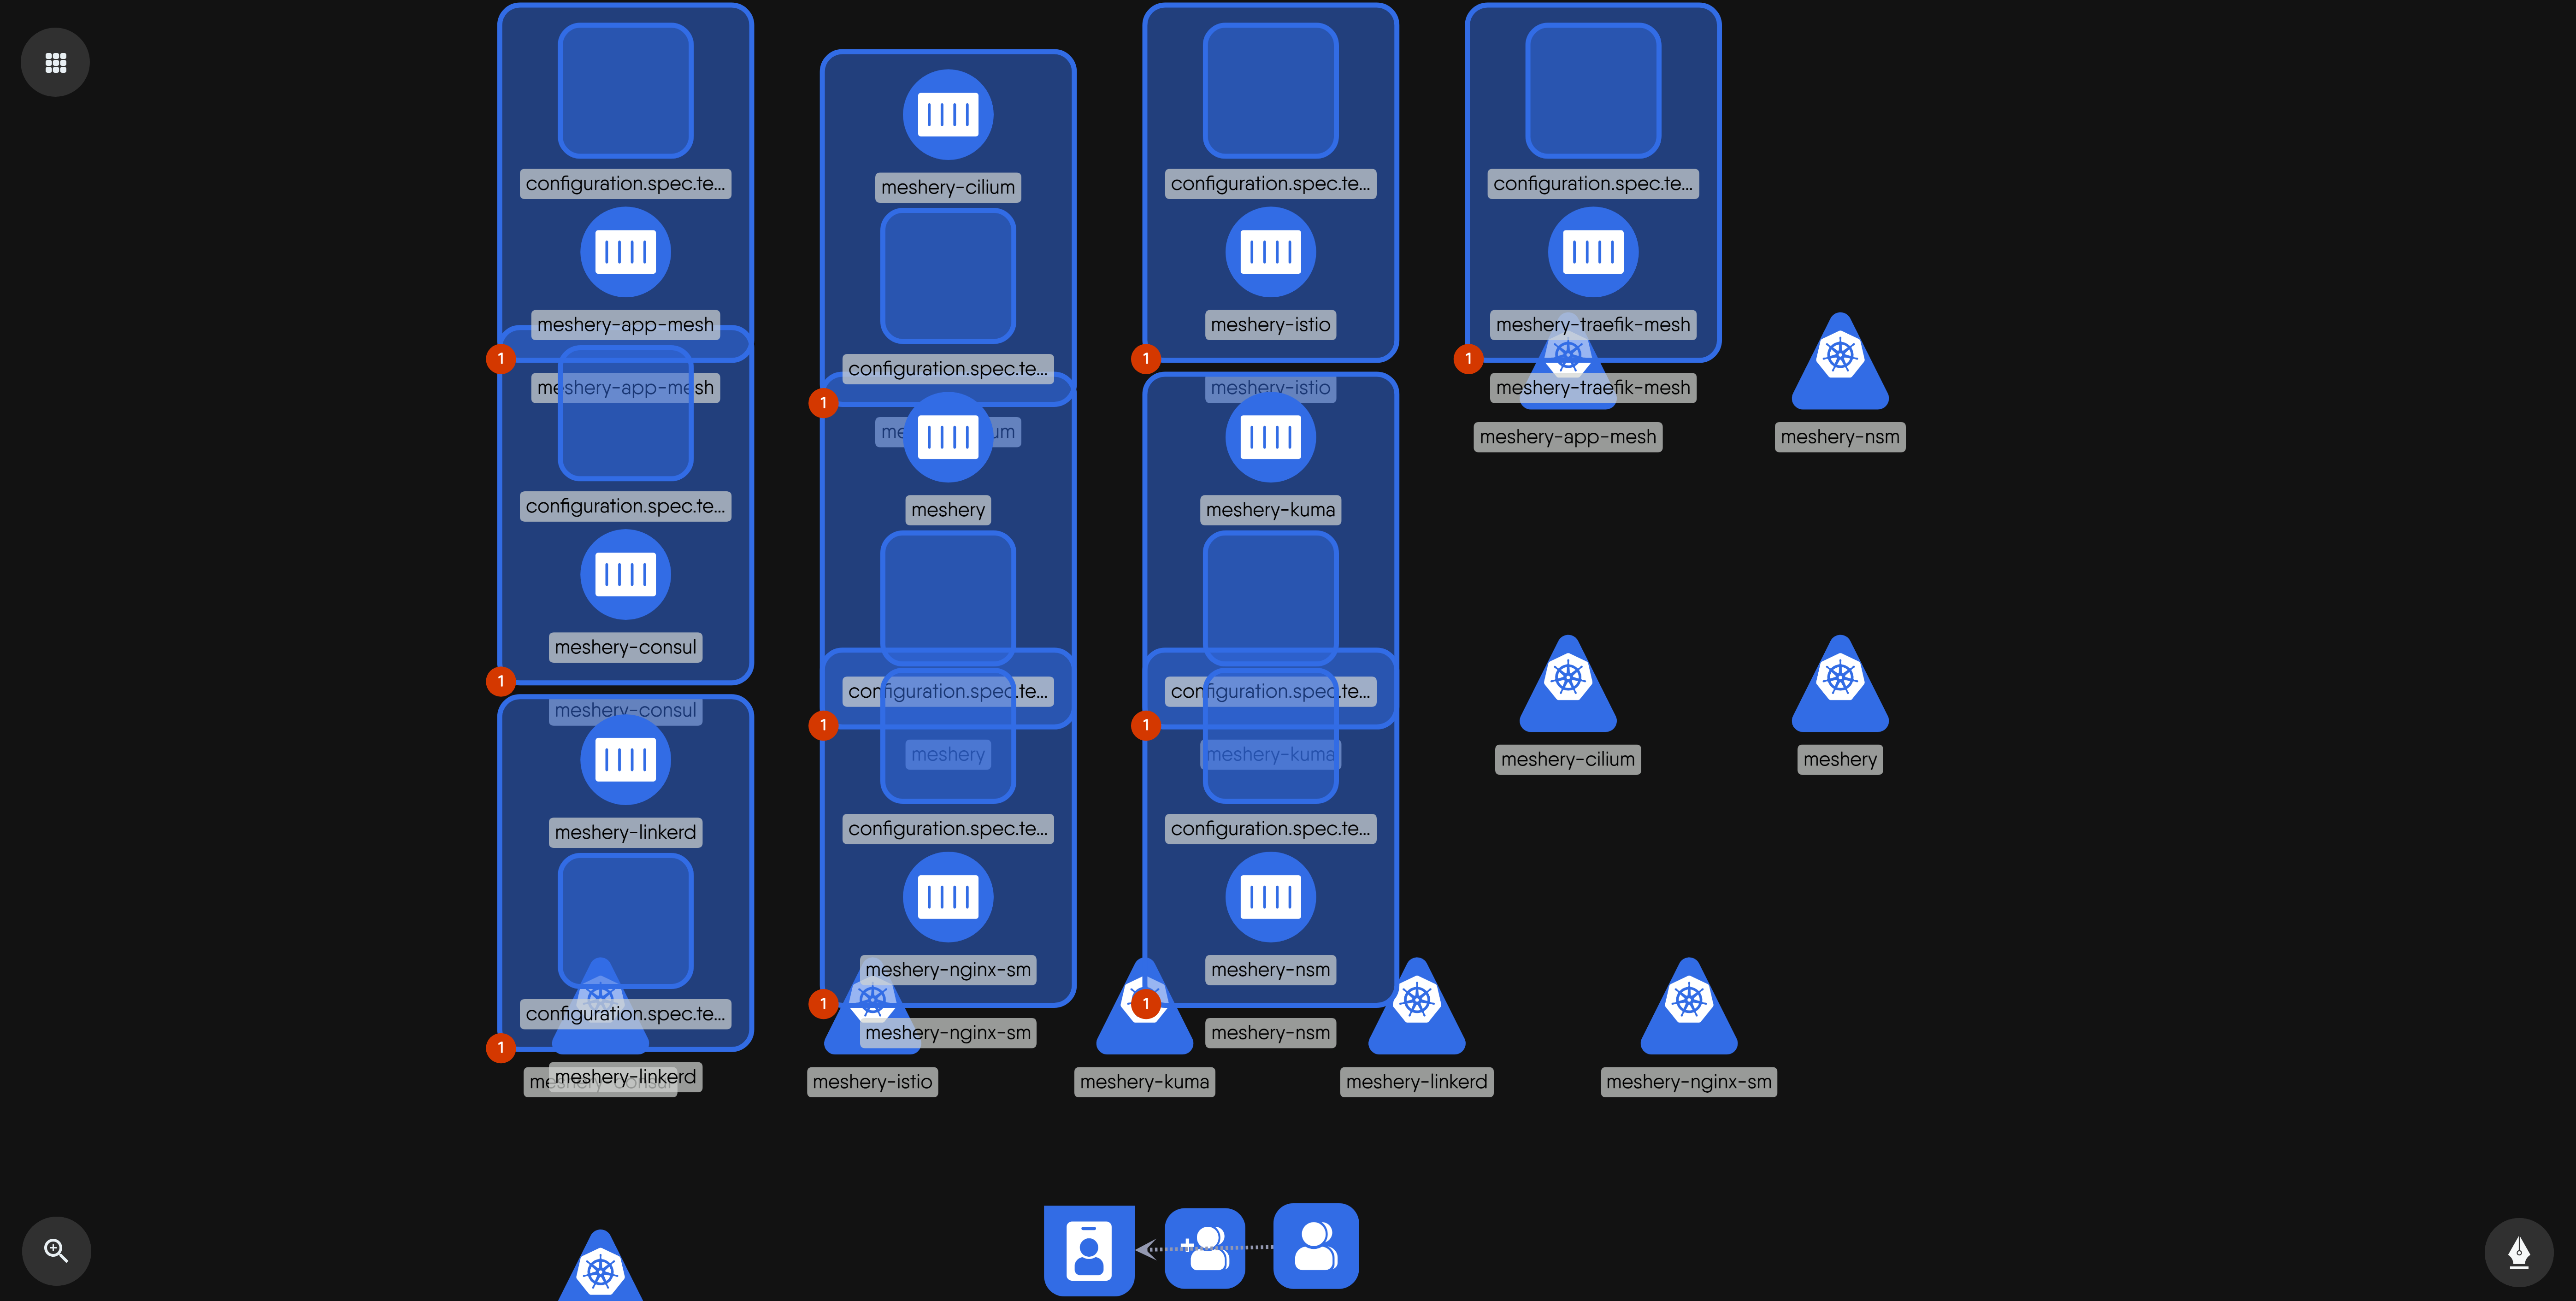 configuration.spec.te...
meshery-app-mesh
1
meshery-app-mesh
configuration.spec.te...
meshery-consul
1
meshery-consul
meshery-linkerd
configuration.spec.te...
1
meshery-linkerd
meshery-cilium
configuration.spec.te...
1
meshery
configuration.spec.te...
1
meshery
configuration.spec.te...
meshery-nginx-sm
1
meshery-nginx-sm
meshery-istio
configuration.spec.te...
meshery-istio
1
meshery-istio
meshery-kuma
configuration.spec.te...
1
meshery-kuma
configuration.spec.te...
meshery-nsm
1
meshery-nsm
meshery-kuma
configuration.spec.te...
meshery-traefik-mesh
1
meshery-traefik-mesh
meshery-app-mesh
meshery-nsm
meshery-cilium
meshery
meshery-linkerd
meshery-nginx-sm